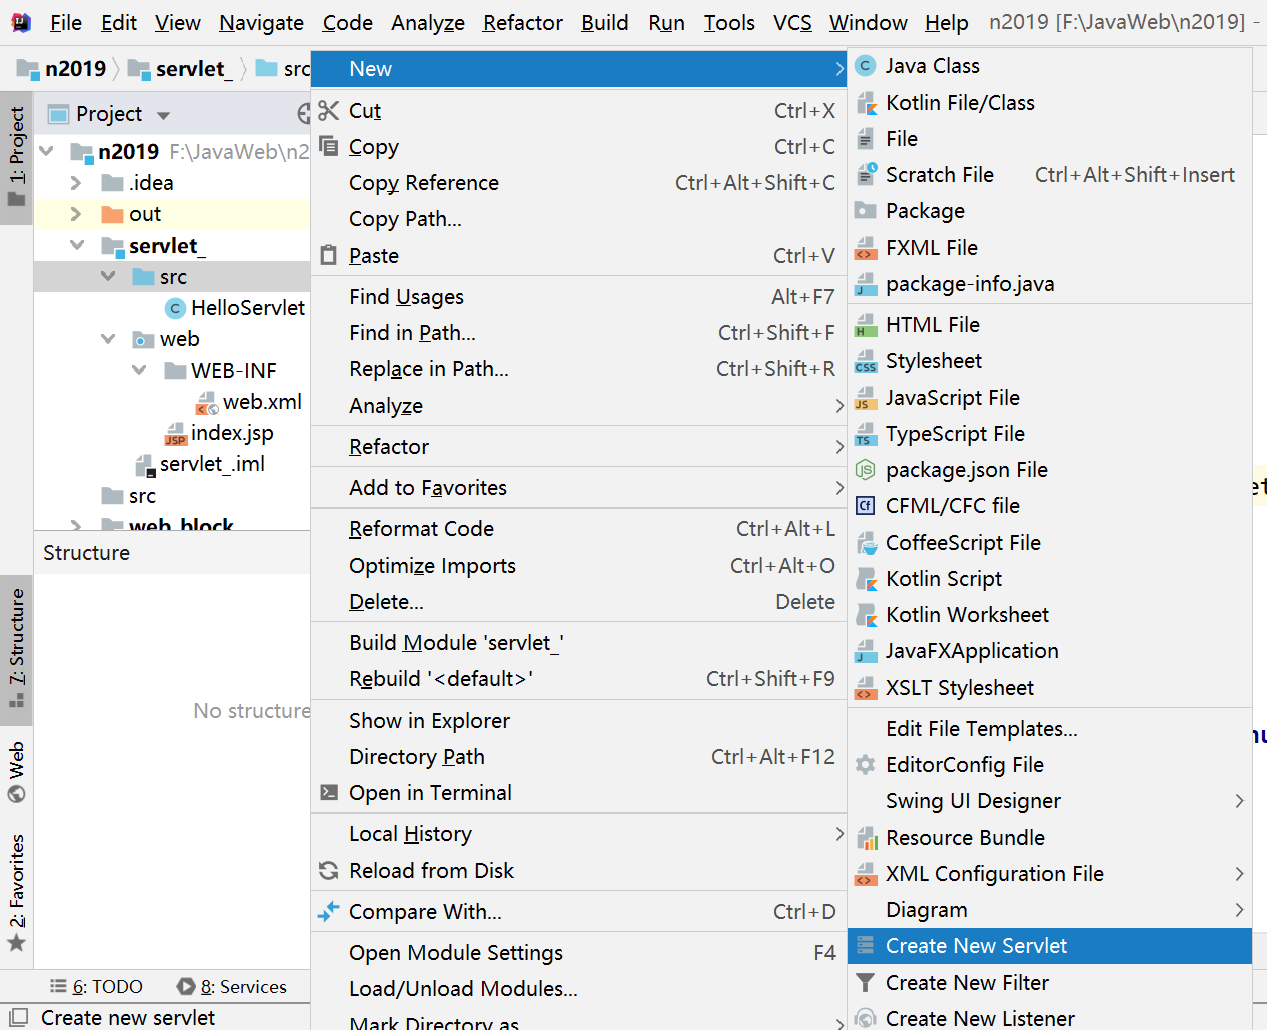 File Edit View Navigate Code Analyze Refactor Build Run Tools VCS Window Help n2019 [F:\JavaWeb\n2019] -
n2019 servlet_ src
1: Project
Project
n2019 F:\JavaWeb\n2
.idea
out
servlet_
src
HelloServlet
web
WEB-INF
web.xml
index.jsp
servlet_.iml
src
web_block
Structure
7: Structure
No structure
Web
2: Favorites
6: TODO 8: Services
Create new servlet
New
Cut Ctrl+X
Copy Ctrl+C
Copy Reference Ctrl+Alt+Shift+C
Copy Path...
Paste Ctrl+V
Find Usages Alt+F7
Find in Path... Ctrl+Shift+F
Replace in Path... Ctrl+Shift+R
Analyze
Refactor
Add to Favorites
Reformat Code Ctrl+Alt+L
Optimize Imports Ctrl+Alt+O
Delete... Delete
Build Module 'servlet_'
Rebuild '<default>' Ctrl+Shift+F9
Show in Explorer
Directory Path Ctrl+Alt+F12
Open in Terminal
Local History
Reload from Disk
Compare With... Ctrl+D
Open Module Settings F4
Load/Unload Modules...
Mark Directory as
Java Class
Kotlin File/Class
File
Scratch File Ctrl+Alt+Shift+Insert
Package
FXML File
package-info.java
HTML File
Stylesheet
JavaScript File
TypeScript File
package.json File
CFML/CFC file
CoffeeScript File
Kotlin Script
Kotlin Worksheet
JavaFXApplication
XSLT Stylesheet
Edit File Templates...
EditorConfig File
Swing UI Designer
Resource Bundle
XML Configuration File
Diagram
Create New Servlet
Create New Filter
Create New Listener